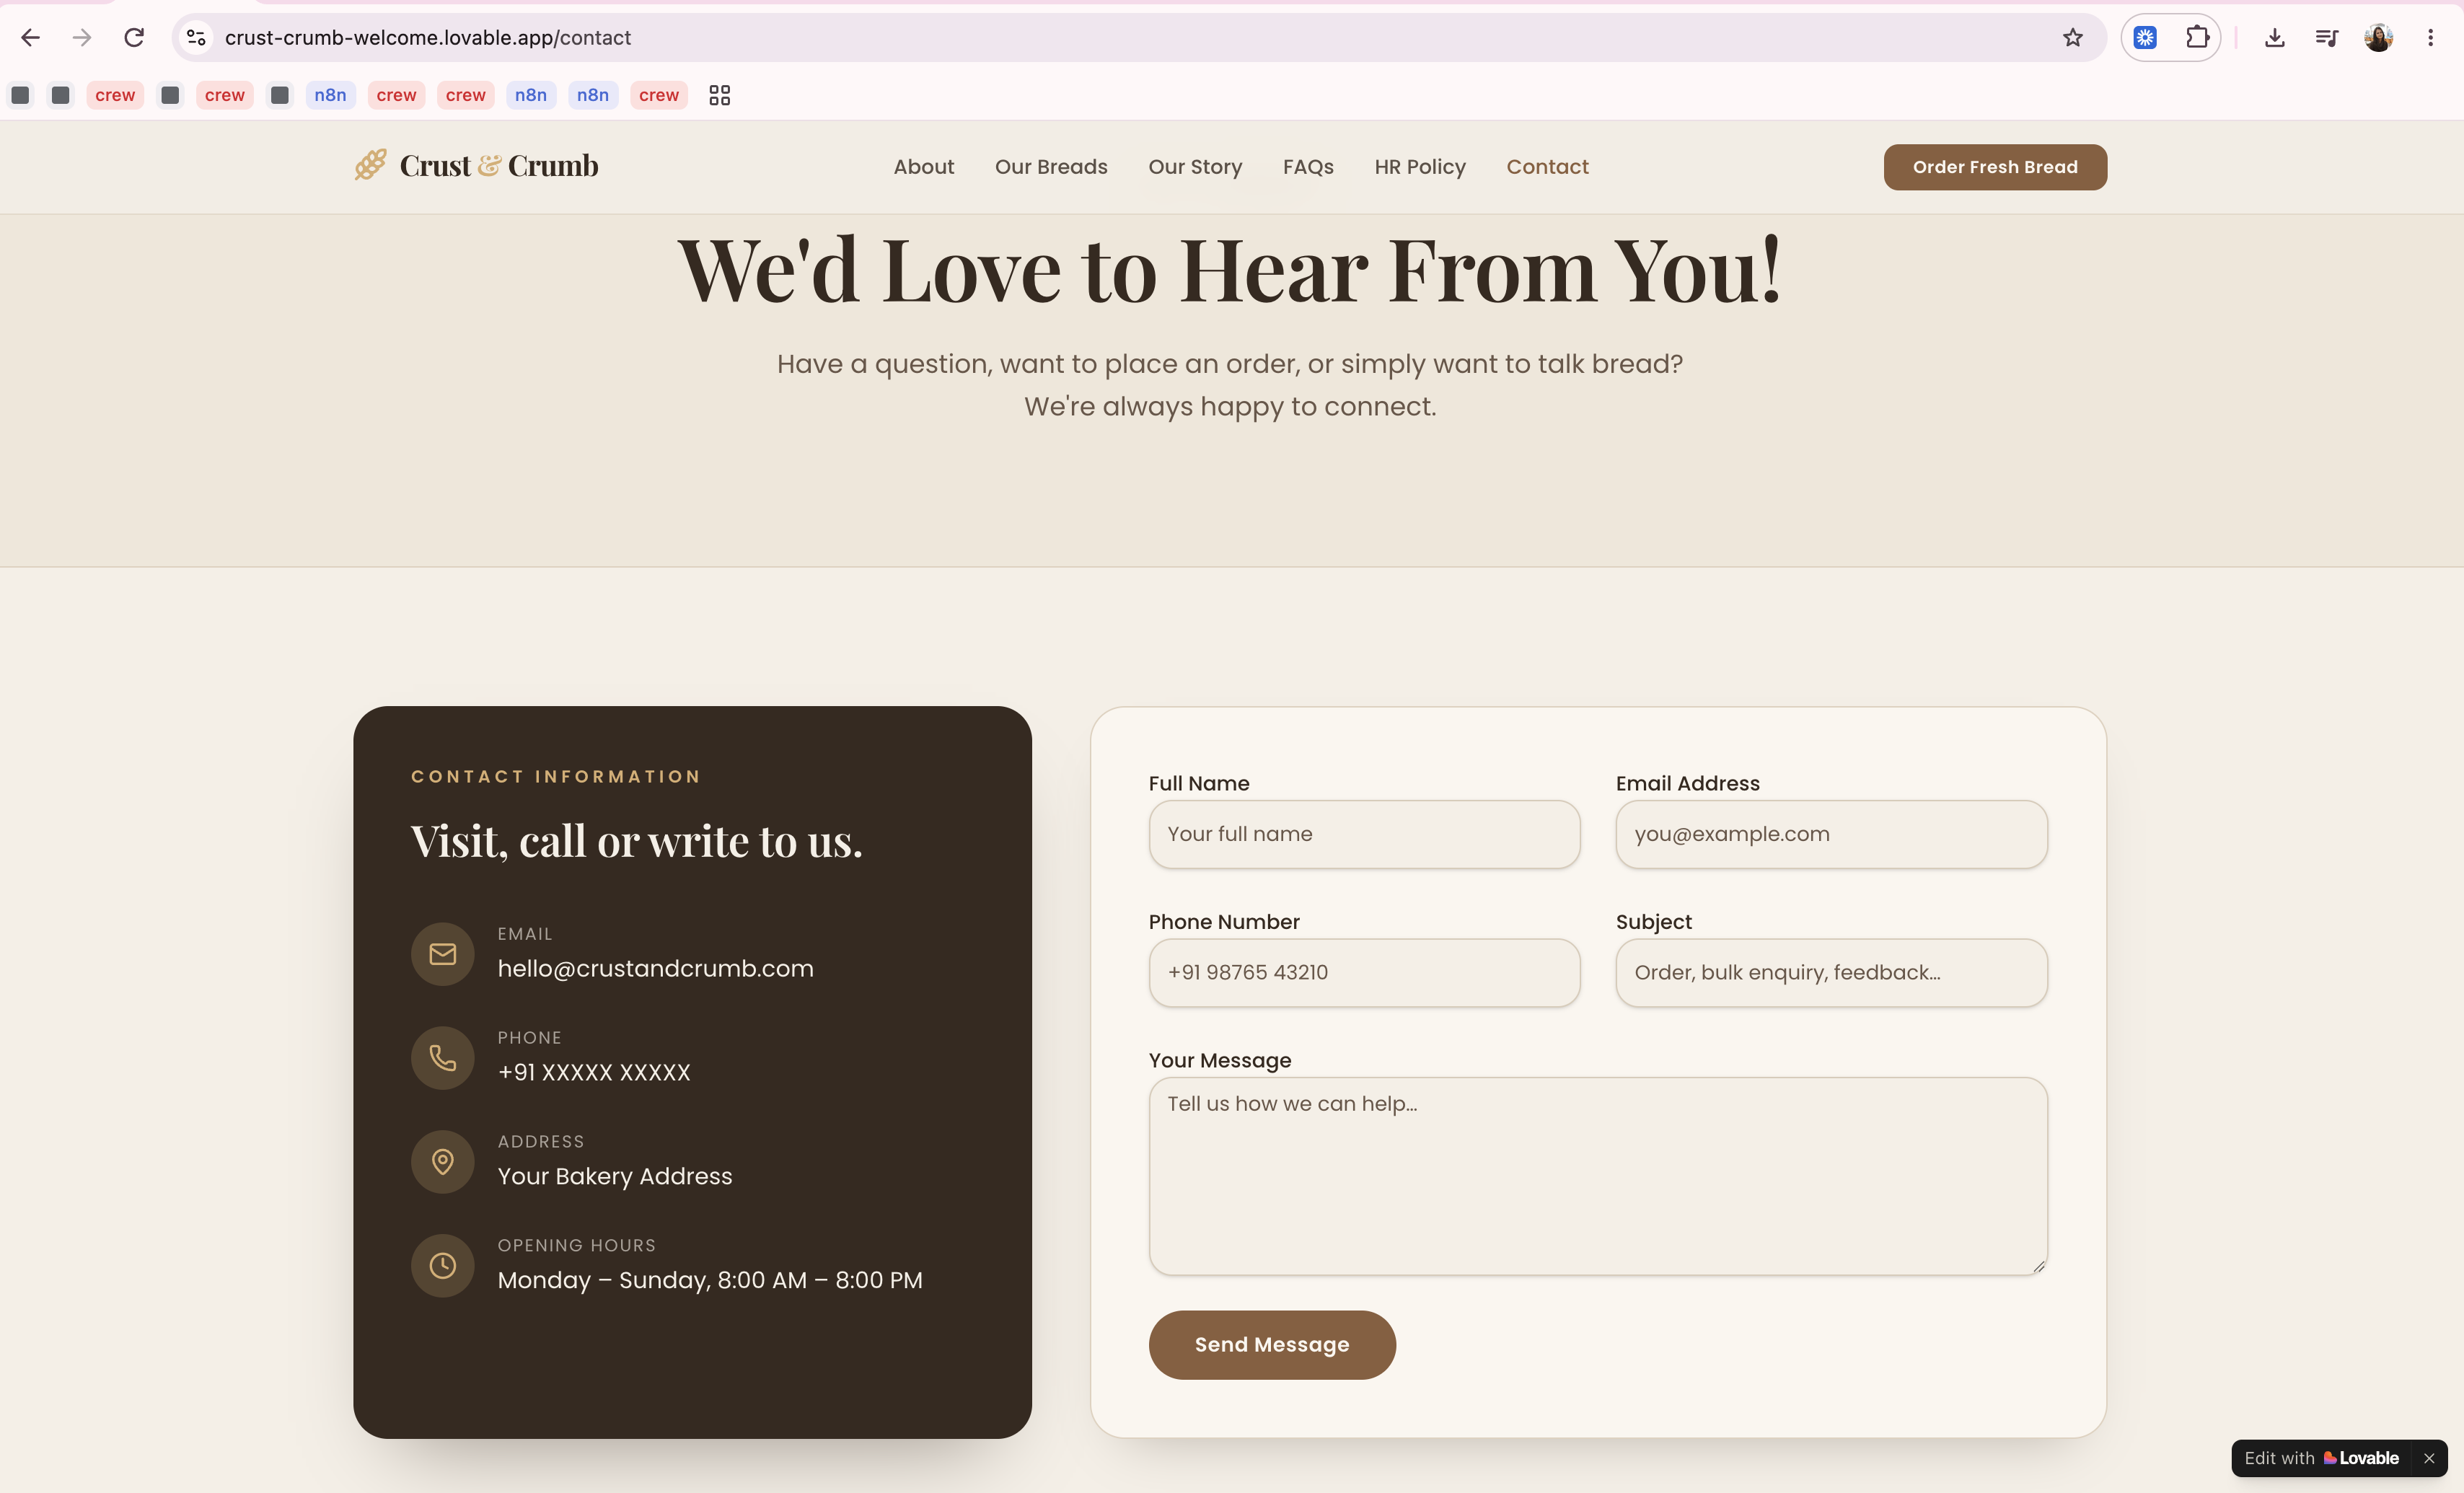 crust-crumb-welcome.lovable.app/contact
crew crew n8n crew crew n8n n8n crew
Crust & Crumb About Our Breads Our Story FAQs HR Policy Contact Order Fresh Bread
We'd Love to Hear From You!
Have a question, want to place an order, or simply want to talk bread?
We're always happy to connect.
CONTACT INFORMATION
Visit, call or write to us.
EMAIL
hello@crustandcrumb.com
PHONE
+91 XXXXX XXXXX
ADDRESS
Your Bakery Address
OPENING HOURS
Monday – Sunday, 8:00 AM – 8:00 PM
Full Name Email Address
Your full name you@example.com
Phone Number Subject
+91 98765 43210 Order, bulk enquiry, feedback...
Your Message
Tell us how we can help...
Send Message
Edit with Lovable